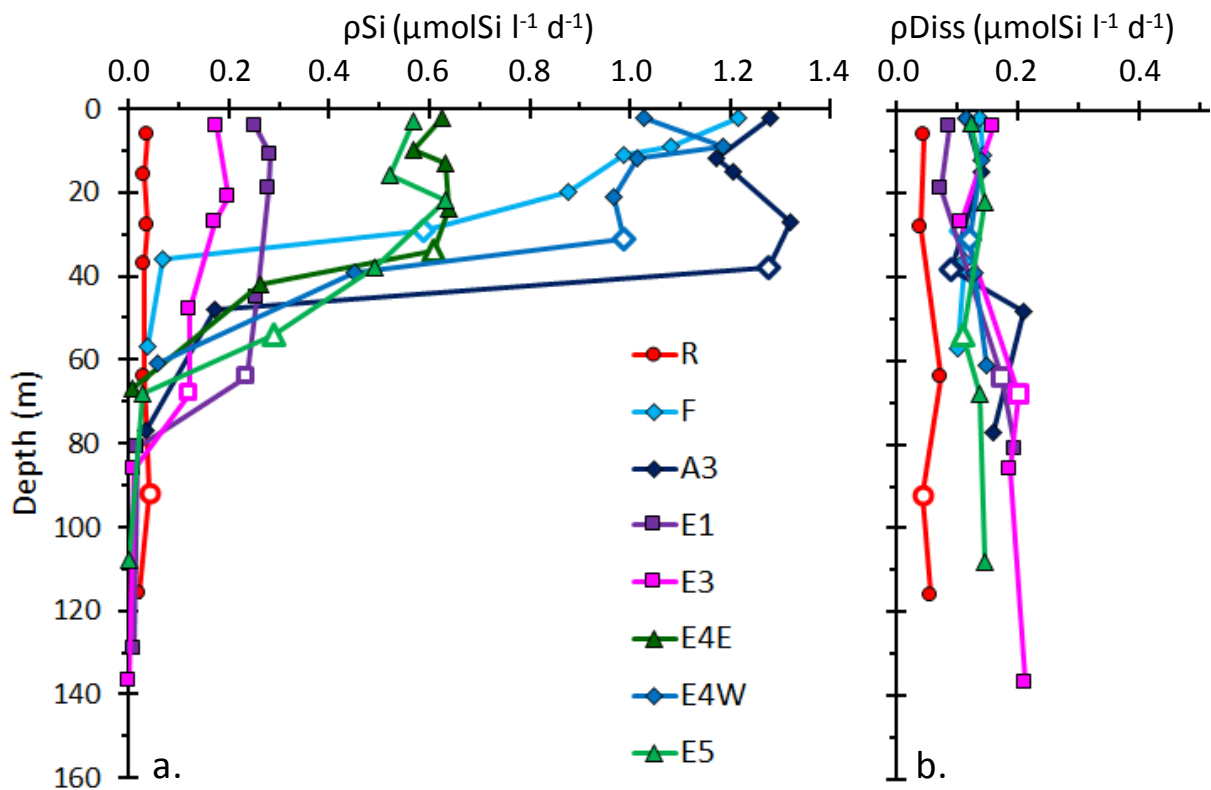 ρSi (μmolSi l⁻¹ d⁻¹) ρDiss (μmolSi l⁻¹ d⁻¹)
0.0 0.2 0.4 0.6 0.8 1.0 1.2 1.4 0.0 0.2 0.4
0
20
40
60
80
100
120
140
160
Depth (m)
R
F
A3
E1
E3
E4E
E4W
E5
a. b.